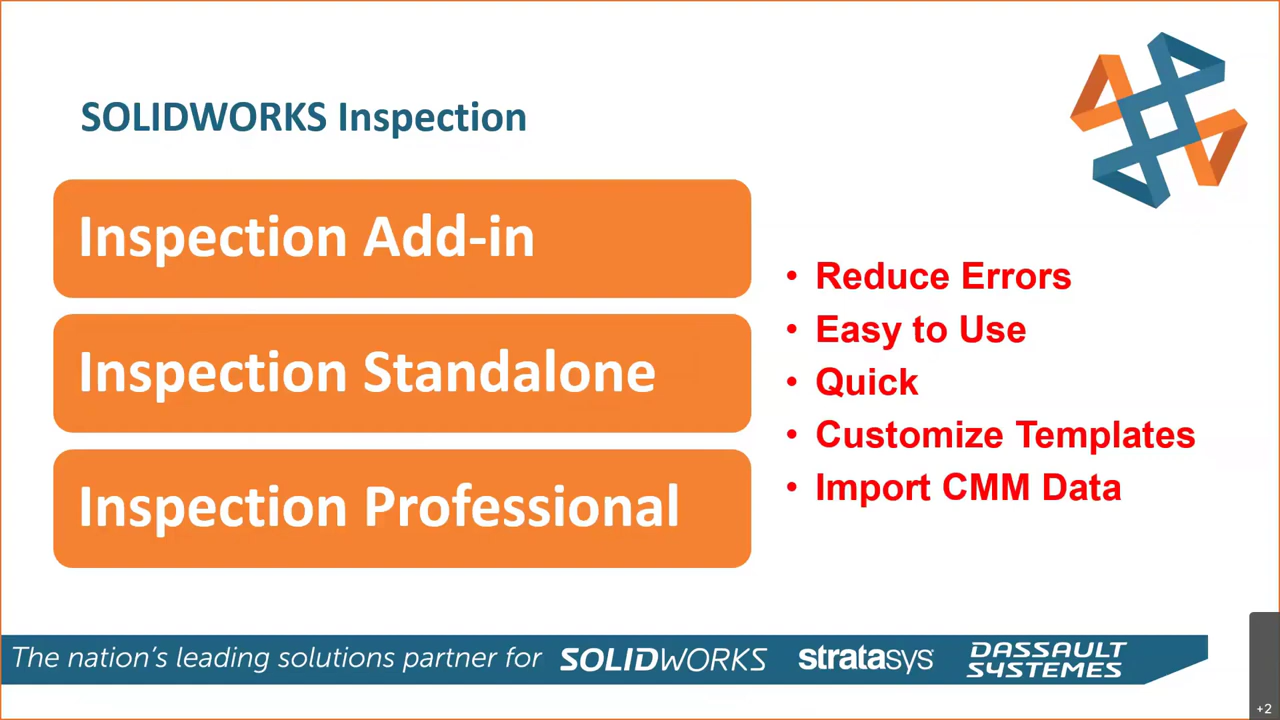 SOLIDWORKS Inspection
Inspection Add-in
Inspection Standalone
Inspection Professional
• Reduce Errors
• Easy to Use
• Quick
• Customize Templates
• Import CMM Data
The nation's leading solutions partner for SOLIDWORKS stratasys DASSAULT SYSTEMES
+2